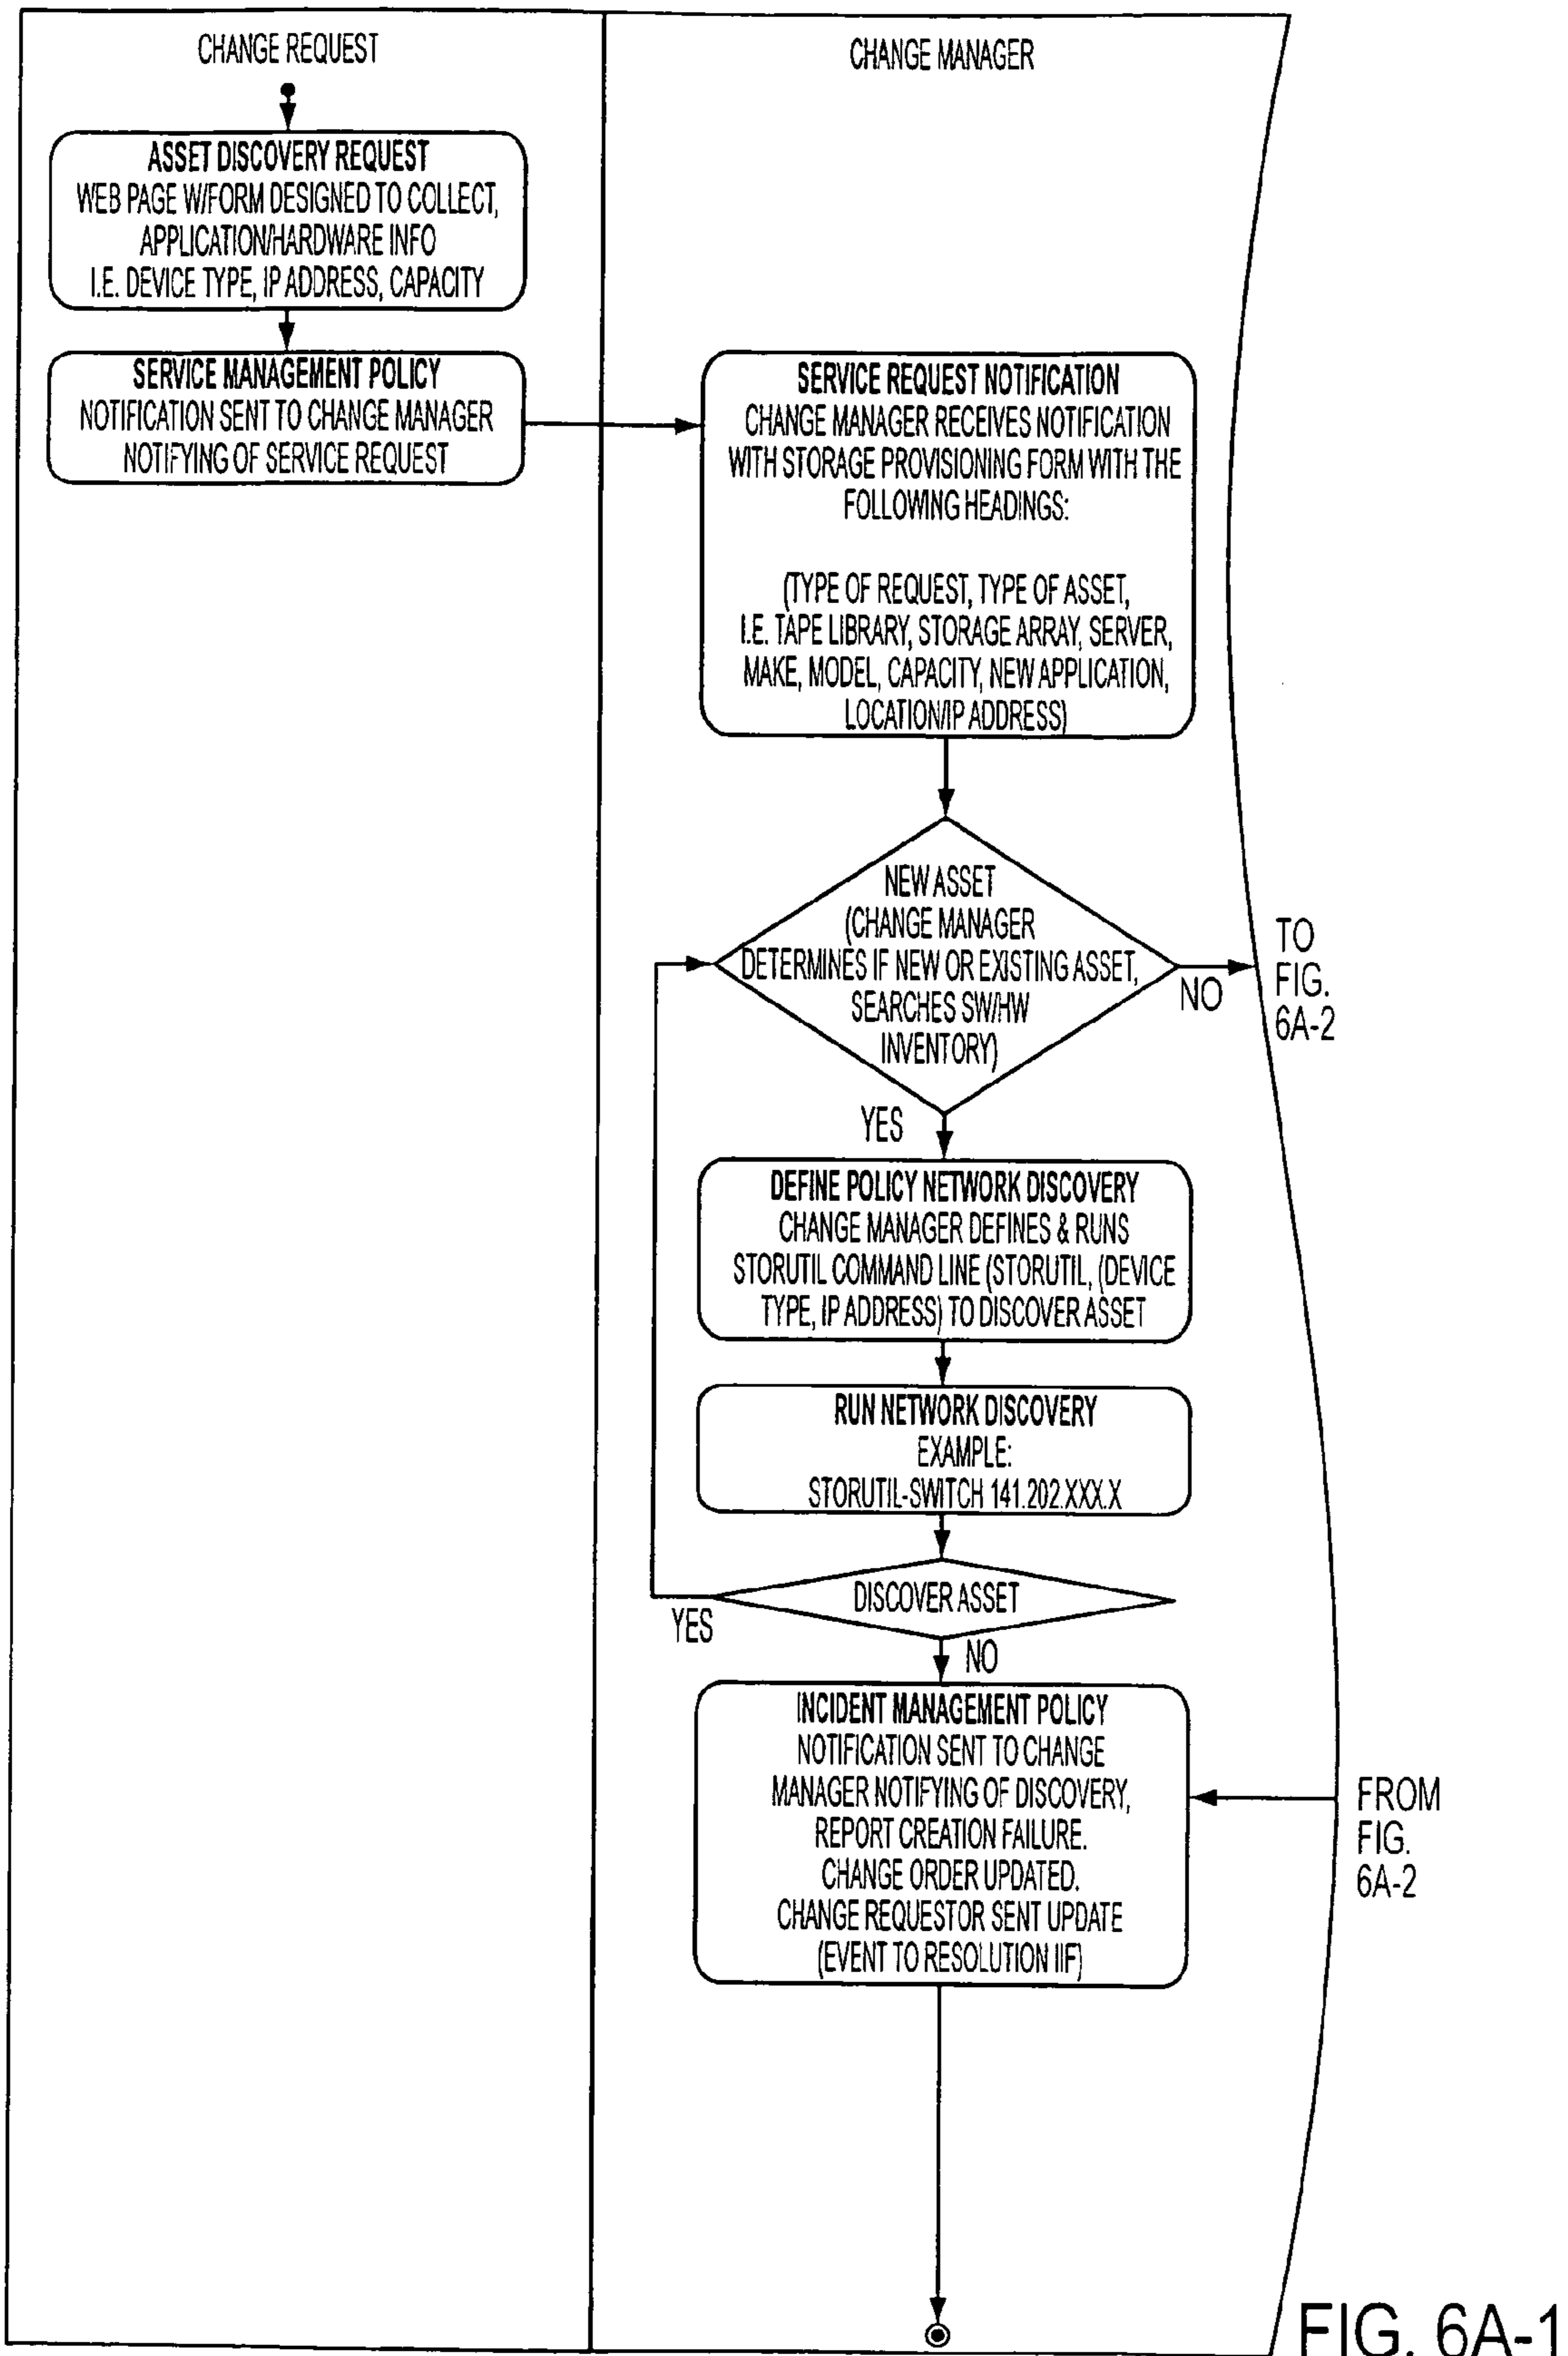 CHANGE REQUEST
ASSET DISCOVERY REQUEST
WEB PAGE W/FORM DESIGNED TO COLLECT,
APPLICATION/HARDWARE INFO
I.E. DEVICE TYPE, IP ADDRESS, CAPACITY
SERVICE MANAGEMENT POLICY
NOTIFICATION SENT TO CHANGE MANAGER
NOTIFYING OF SERVICE REQUEST
CHANGE MANAGER
SERVICE REQUEST NOTIFICATION
CHANGE MANAGER RECEIVES NOTIFICATION
WITH STORAGE PROVISIONING FORM WITH THE
FOLLOWING HEADINGS:
(TYPE OF REQUEST, TYPE OF ASSET,
I.E. TAPE LIBRARY, STORAGE ARRAY, SERVER,
MAKE, MODEL, CAPACITY, NEW APPLICATION,
LOCATION/IP ADDRESS)
NEW ASSET
(CHANGE MANAGER
DETERMINES IF NEW OR EXISTING ASSET,
SEARCHES SW/HW
INVENTORY)
NO
TO
FIG.
6A-2
YES
DEFINE POLICY NETWORK DISCOVERY
CHANGE MANAGER DEFINES & RUNS
STORUTIL COMMAND LINE (STORUTIL, (DEVICE
TYPE, IP ADDRESS) TO DISCOVER ASSET
RUN NETWORK DISCOVERY
EXAMPLE:
STORUTIL-SWITCH 141.202.XXX.X
DISCOVER ASSET
YES
NO
INCIDENT MANAGEMENT POLICY
NOTIFICATION SENT TO CHANGE
MANAGER NOTIFYING OF DISCOVERY,
REPORT CREATION FAILURE.
CHANGE ORDER UPDATED.
CHANGE REQUESTOR SENT UPDATE
(EVENT TO RESOLUTION IIF)
FROM
FIG.
6A-2
FIG. 6A-1